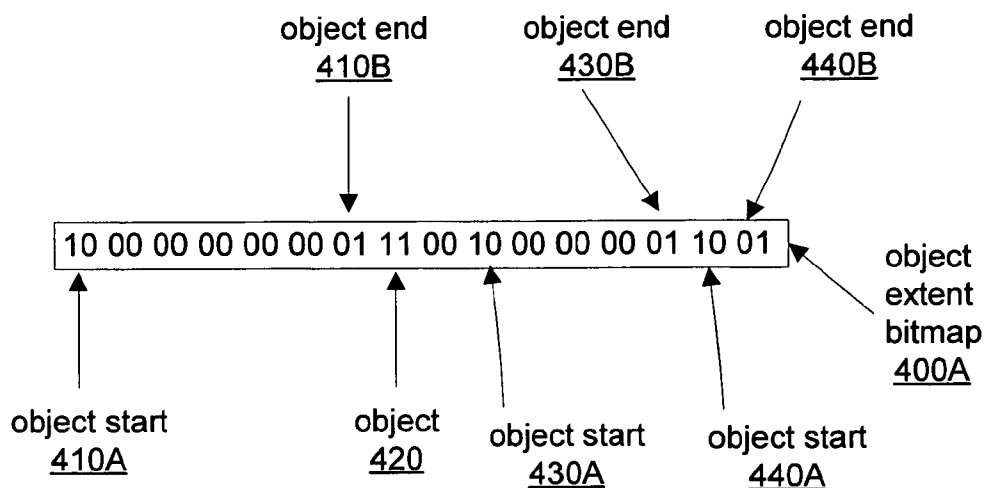 object end
410B
object end
430B
object end
440B
10 00 00 00 00 00 01 11 00 10 00 00 00 01 10 01
object
extent
bitmap
400A
object start
410A
object
420
object start
430A
object start
440A